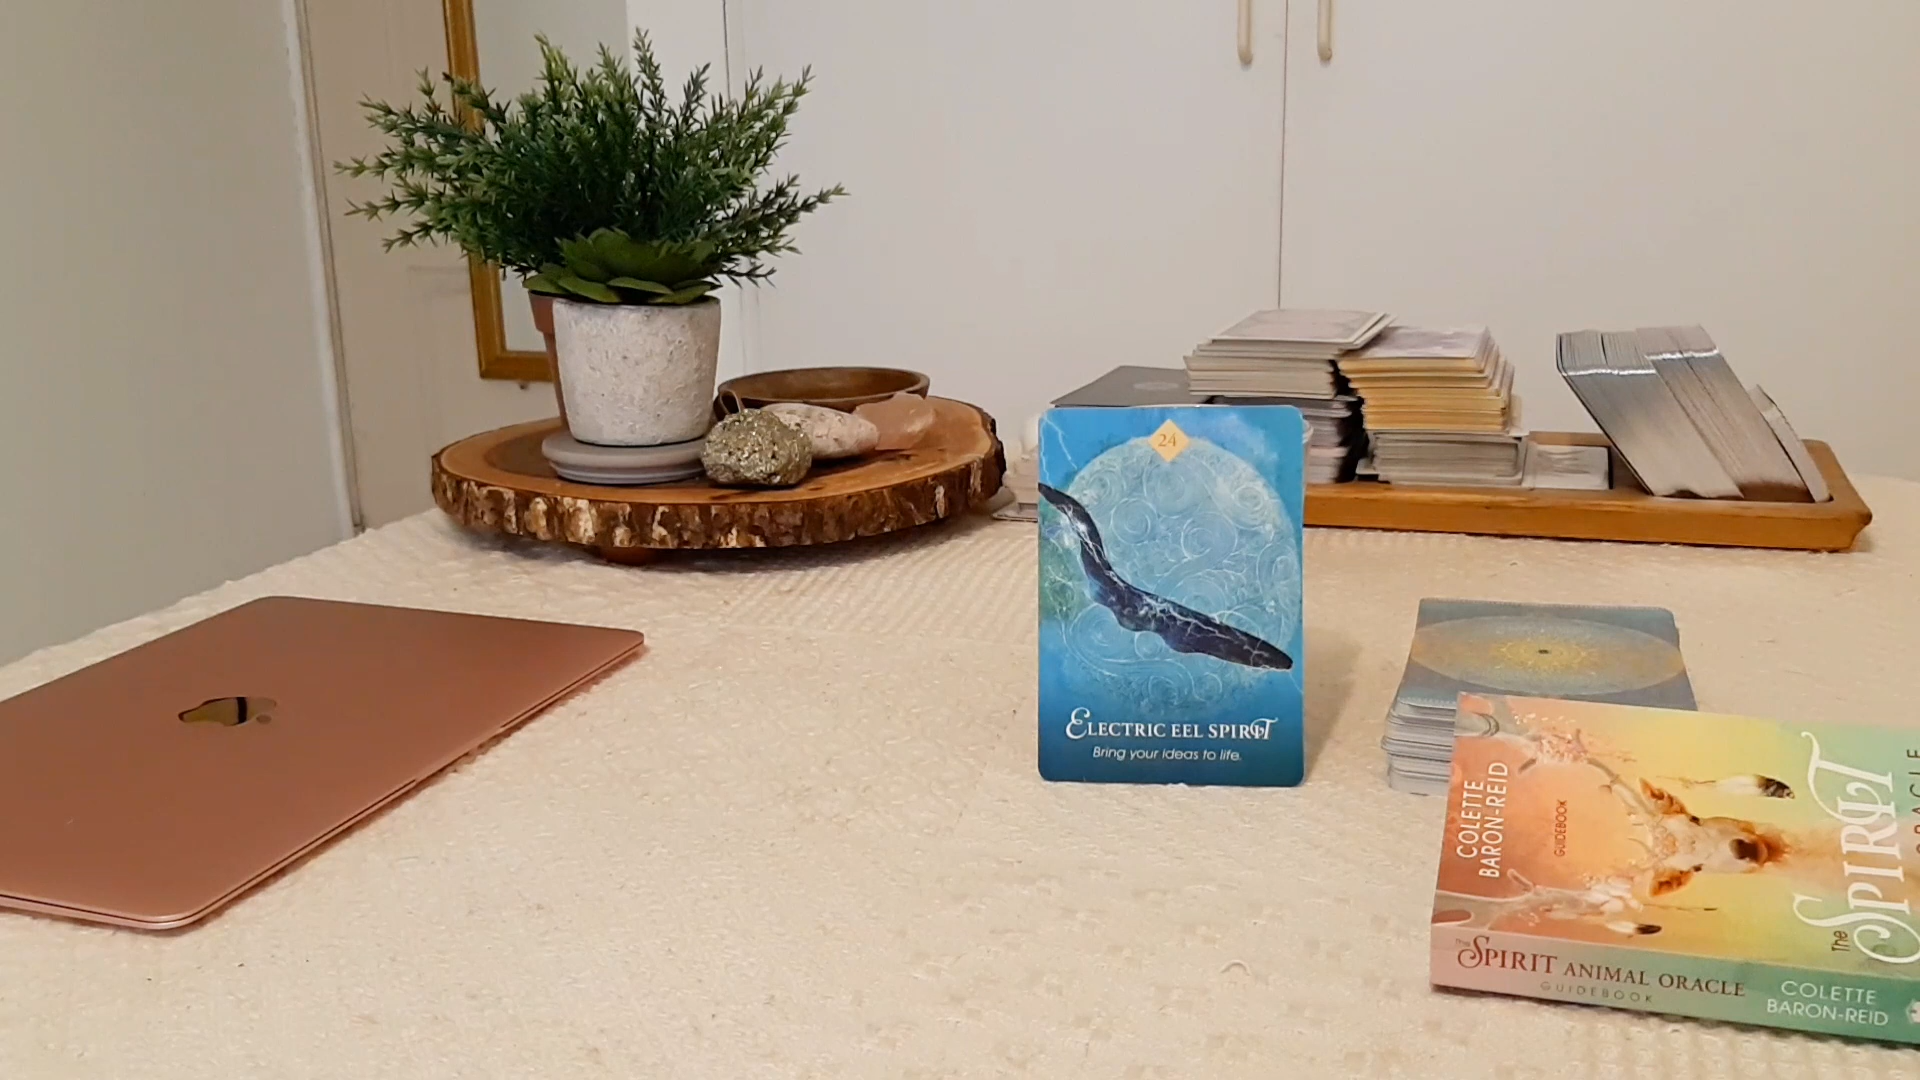 24
ELECTRIC EEL SPIRIT
Bring your ideas to life.
COLETTE
BARON-REID
GUIDEBOOK
The
SPIRIT
The SPIRIT ANIMAL ORACLE
GUIDEBOOK
COLETTE
BARON-REID